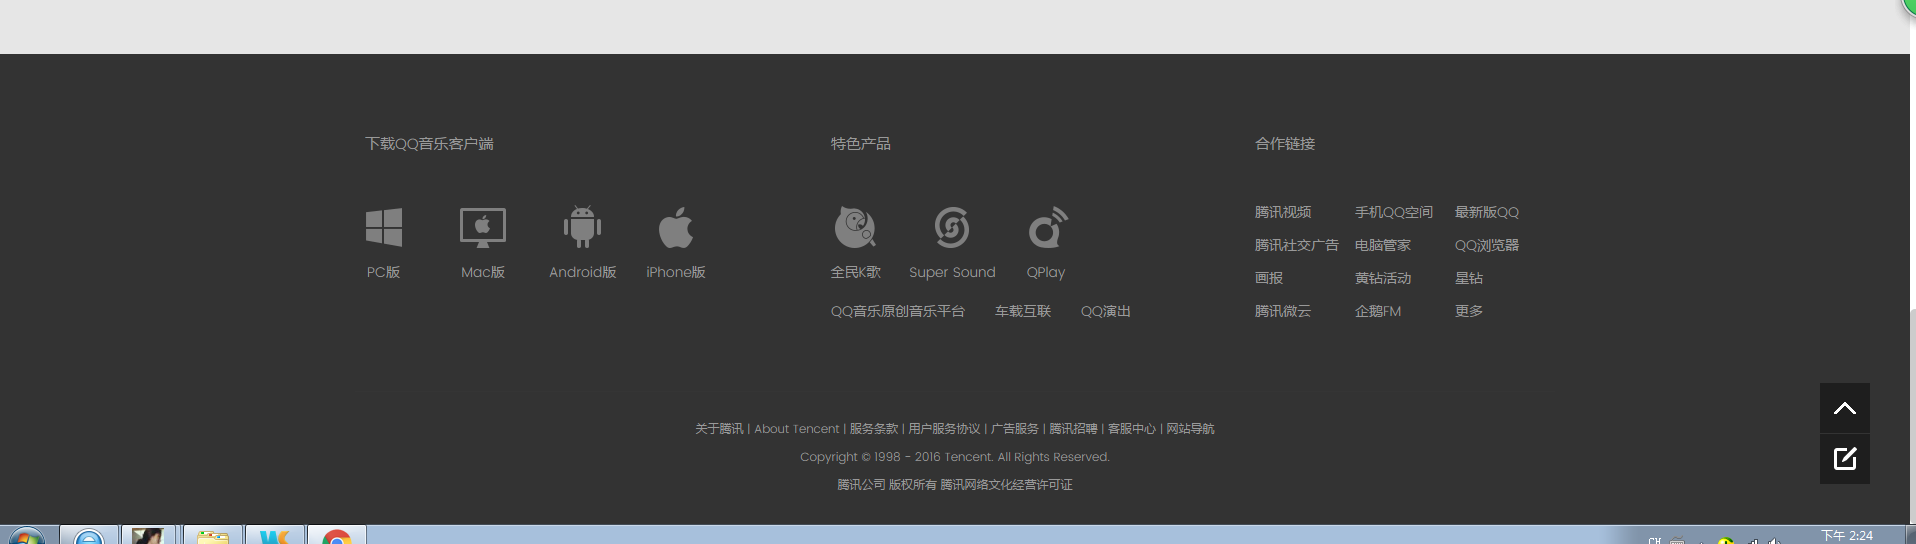 下载QQ音乐客户端
PC版 Mac版 Android版 iPhone版
特色产品
全民K歌 Super Sound QPlay
QQ音乐原创音乐平台 车载互联 QQ演出
合作链接
腾讯视频 手机QQ空间 最新版QQ
腾讯社交广告 电脑管家 QQ浏览器
画报 黄钻活动 星钻
腾讯微云 企鹅FM 更多
关于腾讯 | About Tencent | 服务条款 | 用户服务协议 | 广告服务 | 腾讯招聘 | 客服中心 | 网站导航
Copyright © 1998 - 2016 Tencent. All Rights Reserved.
腾讯公司 版权所有 腾讯网络文化经营许可证
CH
下午 2:24